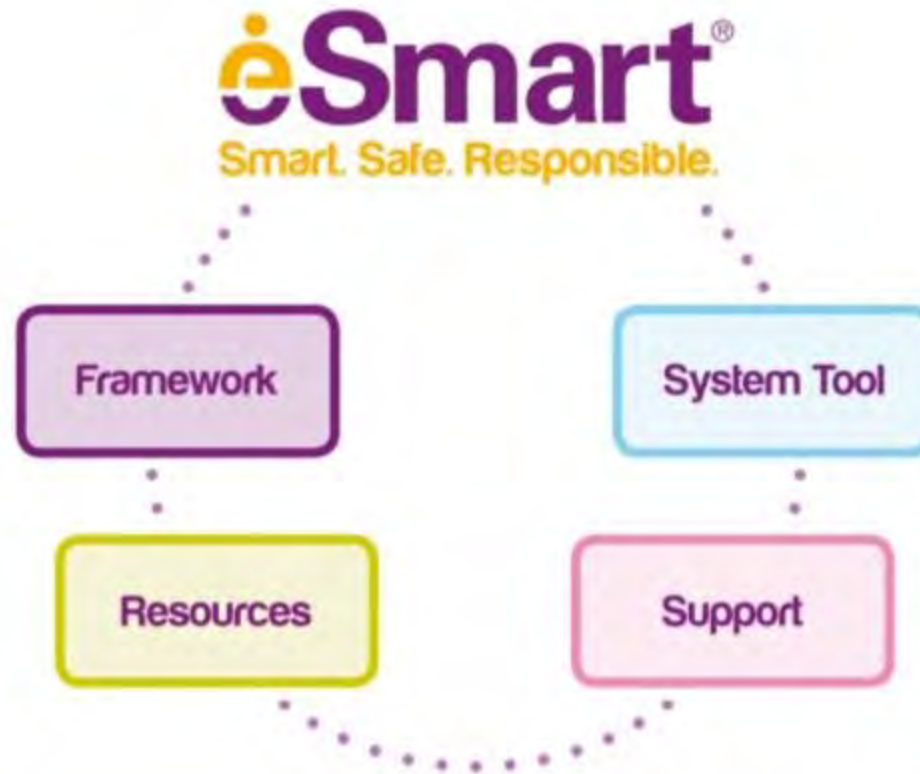 eSmart®
Smart. Safe. Responsible.
Framework
System Tool
Resources
Support